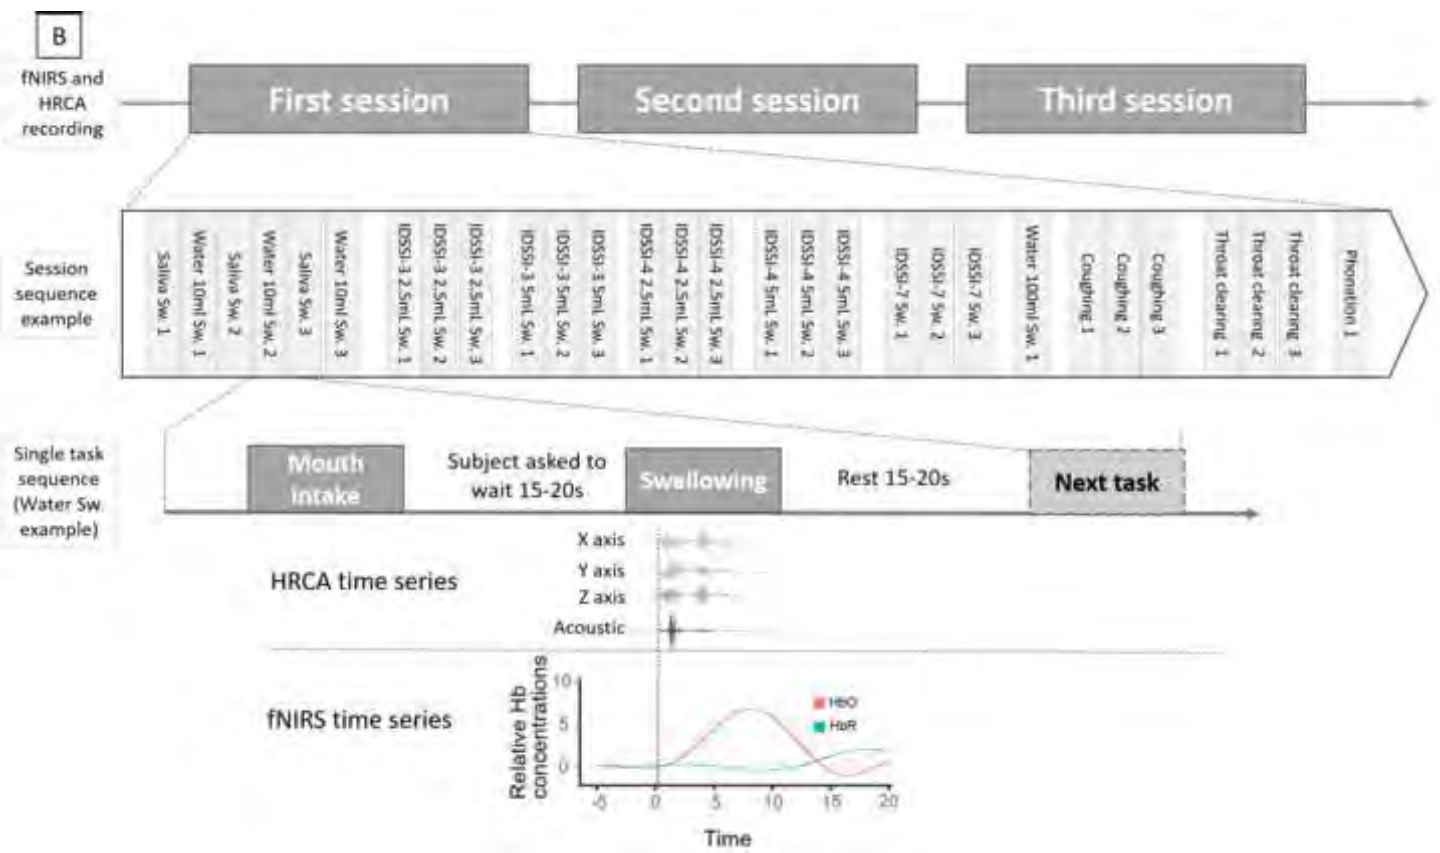 B
fNIRS and
HRCA
recording
First session
Second session
Third session
Session
sequence
example
Saliva Sw. 1
Water 10ml Sw. 1
Saliva Sw. 2
Water 10ml Sw. 2
Saliva Sw. 3
Water 10ml Sw. 3
IDSSI-3 2.5mL Sw. 1
IDSSI-3 2.5mL Sw. 2
IDSSI-3 2.5mL Sw. 3
IDSSI-3 5mL Sw. 1
IDSSI-3 5mL Sw. 2
IDSSI-3 5mL Sw. 3
IDSSI-4 2.5mL Sw. 1
IDSSI-4 2.5mL Sw. 2
IDSSI-4 2.5mL Sw. 3
IDSSI-4 5mL Sw. 1
IDSSI-4 5mL Sw. 2
IDSSI-4 5mL Sw. 3
IDSSI-7 Sw. 1
IDSSI-7 Sw. 2
IDSSI-7 Sw. 3
Water 100ml Sw. 1
Coughing 1
Coughing 2
Coughing 3
Throat clearing 1
Throat clearing 2
Throat clearing 3
Phonation 1
Single task
sequence
(Water Sw.
example)
Mouth
intake
Subject asked to
wait 15-20s
Swallowing
Rest 15-20s
Next task
HRCA time series
X axis
Y axis
Z axis
Acoustic
fNIRS time series
Relative Hb
concentrations
10
5
0
HbO
HbR
-5 0 5 10 15 20
Time